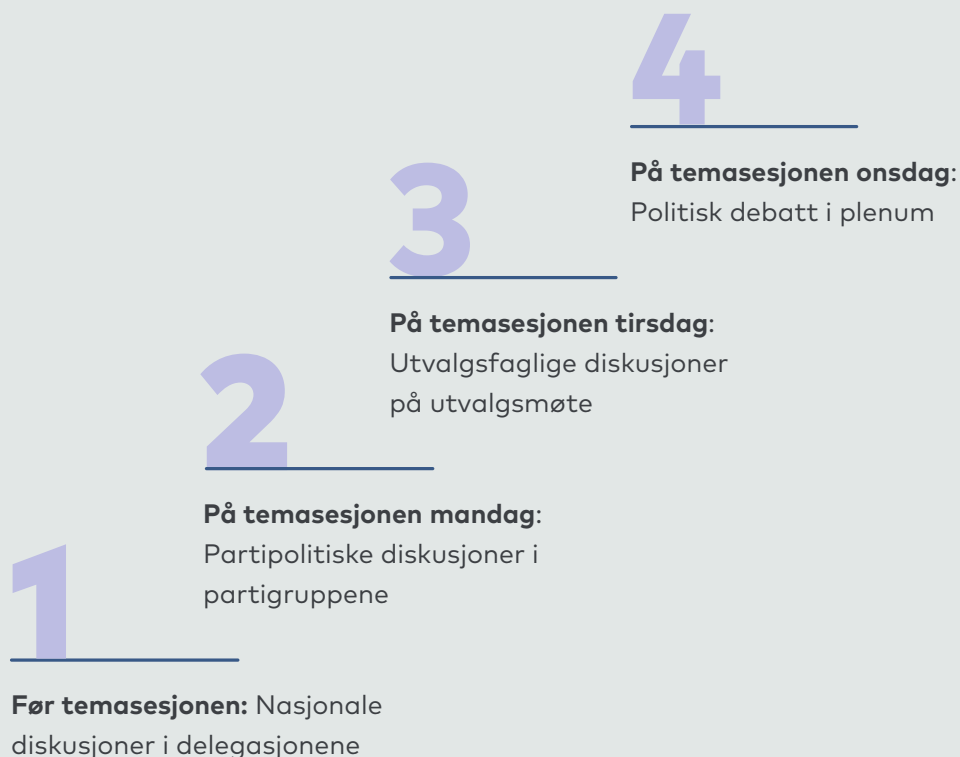 4
På temasesjonen onsdag:
Politisk debatt i plenum
3
På temasesjonen tirsdag:
Utvalgsfaglige diskusjoner
på utvalgsmøte
2
På temasesjonen mandag:
Partipolitiske diskusjoner i
partigruppene
1
Før temasesjonen: Nasjonale
diskusjoner i delegasjonene